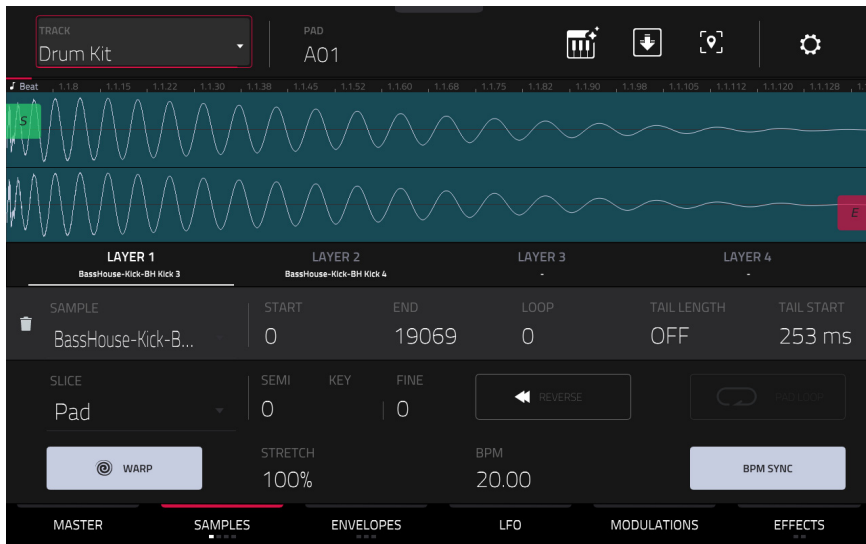 TRACK
Drum Kit
PAD
A01
Beat 1.1.8 1.1.15 1.1.22 1.1.30 1.1.38 1.1.45 1.1.52 1.1.60 1.1.68 1.1.75 1.1.82 1.1.90 1.1.98 1.1.105 1.1.112 1.1.120 1.1.128 1.1
S
E
LAYER 1
BassHouse-Kick-BH Kick 3
LAYER 2
BassHouse-Kick-BH Kick 4
LAYER 3
-
LAYER 4
-
SAMPLE
BassHouse-Kick-B...
START
0
END
19069
LOOP
0
TAIL LENGTH
OFF
TAIL START
253 ms
SLICE
Pad
SEMI
0
KEY
FINE
0
REVERSE
PAD LOOP
WARP
STRETCH
100%
BPM
20.00
BPM SYNC
MASTER SAMPLES ENVELOPES LFO MODULATIONS EFFECTS